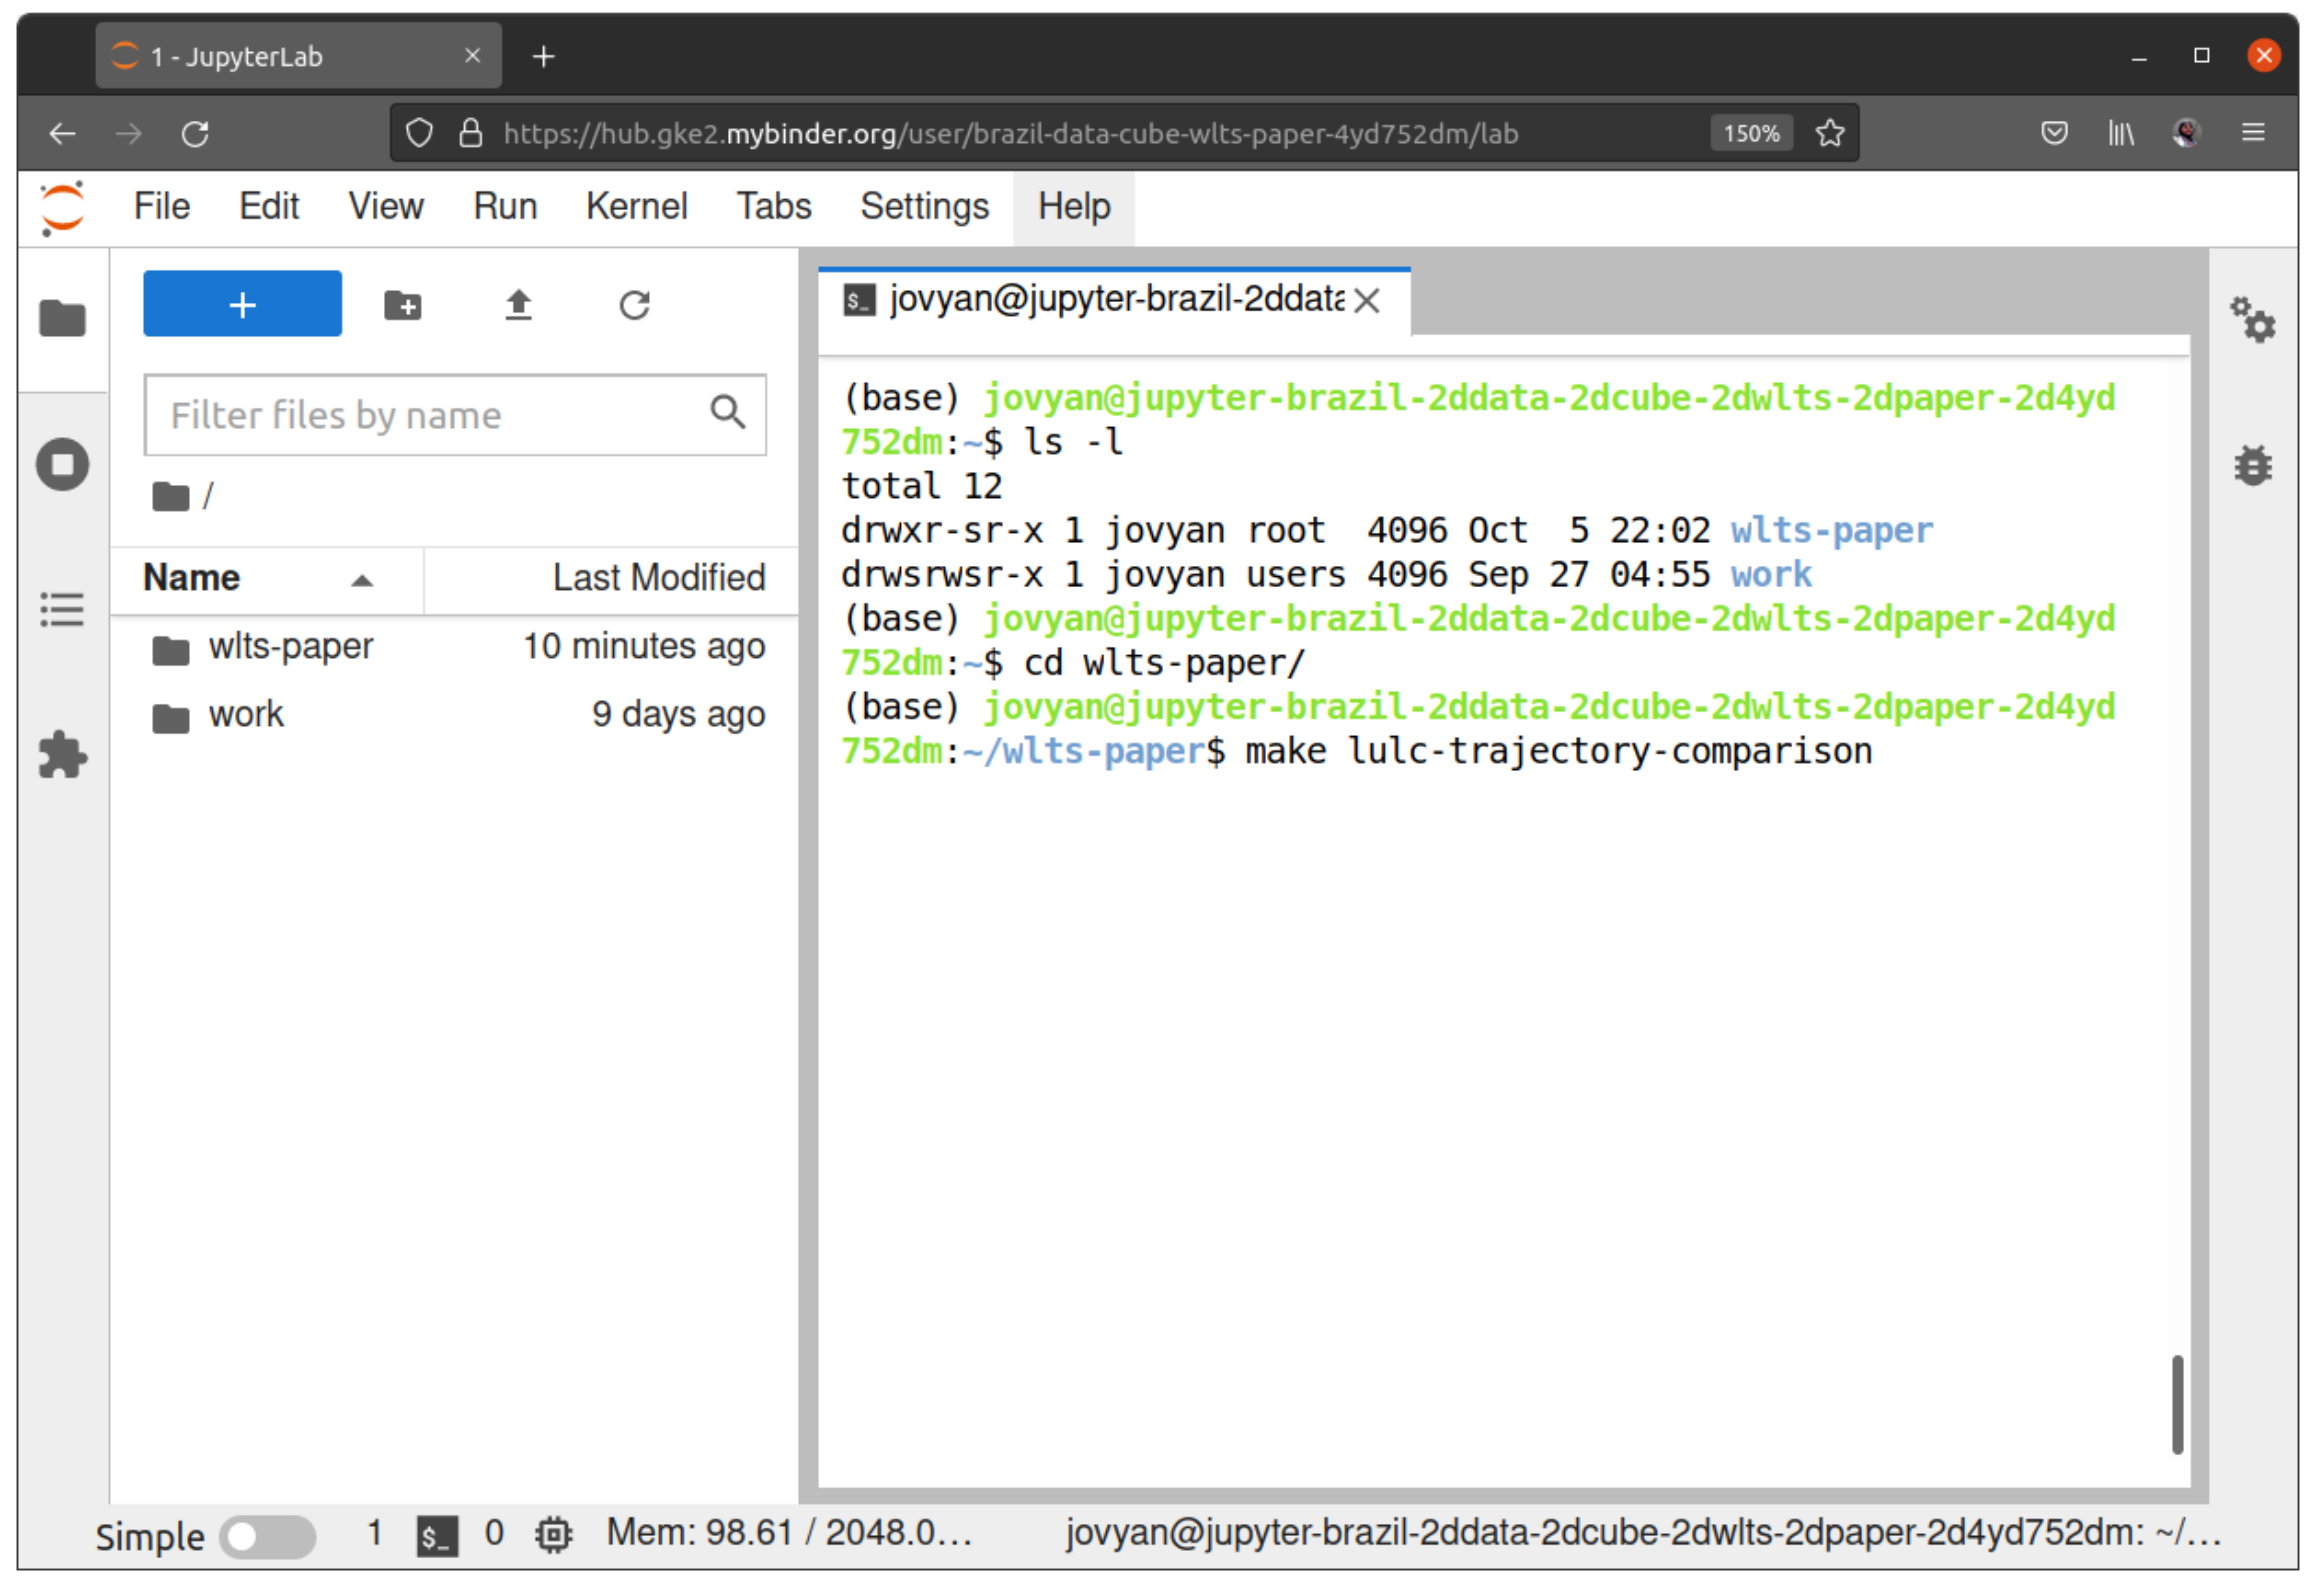 1 - JupyterLab
https://hub.gke2.mybinder.org/user/brazil-data-cube-wlts-paper-4yd752dm/lab 150%
File Edit View Run Kernel Tabs Settings Help
+
Filter files by name
/
Name Last Modified
wlts-paper 10 minutes ago
work 9 days ago
$_ jovyan@jupyter-brazil-2ddata
(base) jovyan@jupyter-brazil-2ddata-2dcube-2dwlts-2dpaper-2d4yd
752dm:~$ ls -l
total 12
drwxr-sr-x 1 jovyan root  4096 Oct  5 22:02 wlts-paper
drwsrwsr-x 1 jovyan users 4096 Sep 27 04:55 work
(base) jovyan@jupyter-brazil-2ddata-2dcube-2dwlts-2dpaper-2d4yd
752dm:~$ cd wlts-paper/
(base) jovyan@jupyter-brazil-2ddata-2dcube-2dwlts-2dpaper-2d4yd
752dm:~/wlts-paper$ make lulc-trajectory-comparison
Simple 1 $_ 0 Mem: 98.61 / 2048.0... jovyan@jupyter-brazil-2ddata-2dcube-2dwlts-2dpaper-2d4yd752dm: ~/...